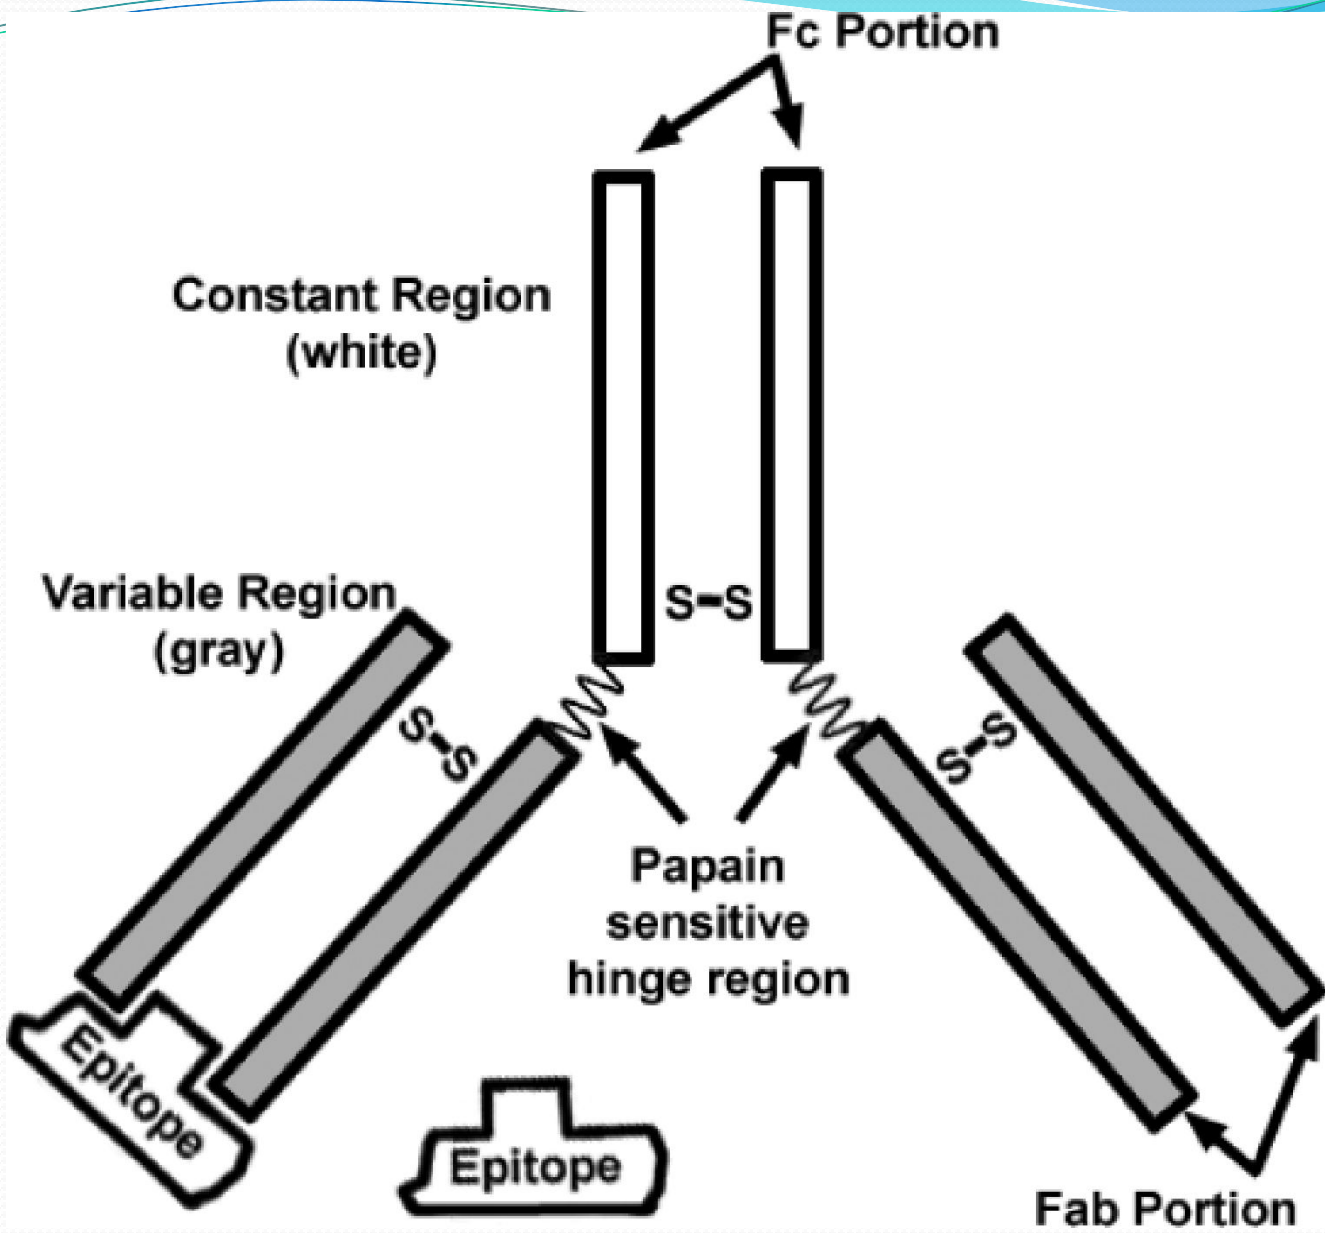 Fc Portion
Constant Region
(white)
S-S
Variable Region
(gray)
S-S
S-S
Papain
sensitive
hinge region
Epitope
Epitope
Fab Portion